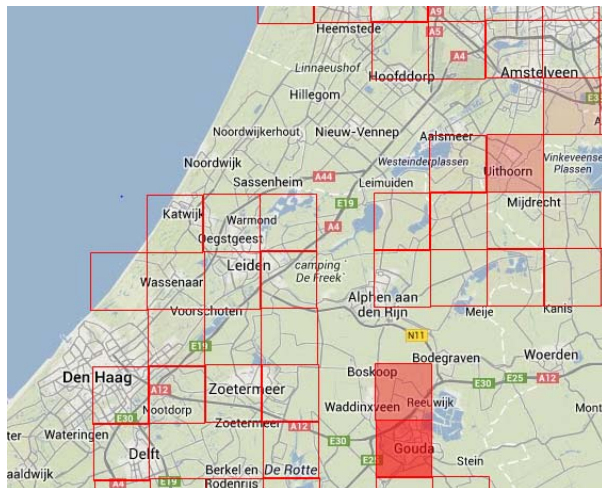 A9
Heemstede
A5
A4
Linnaeushof
Hoofddorp
Amstelveen
Hillegom
Noordwijkerhout
Nieuw-Vennep
Aalsmeer
Noordwijk
Westeinderplassen
Uithoorn
Vinkeveense
Plassen
A44
Sassenheim
Leimuiden
E19
Mijdrecht
Katwijk
Warmond
A4
Oegstgeest
Leiden
camping
'De Freek'
Wassenaar
Alphen aan
den Rijn
Meije
Kanis
Voorschoten
N11
E19
Bodegraven
Woerden
Boskoop
Den Haag
A12
Zoetermeer
E30
E25
A12
Nootdorp
Waddinxveen
Reeuwijk
Mont
E30
Zoetermeer
ter
Wateringen
A12
E30
Delft
Gouda
Stein
aaldwijk
Berkel en
Rodenrijs
De Rotte
A4
E19